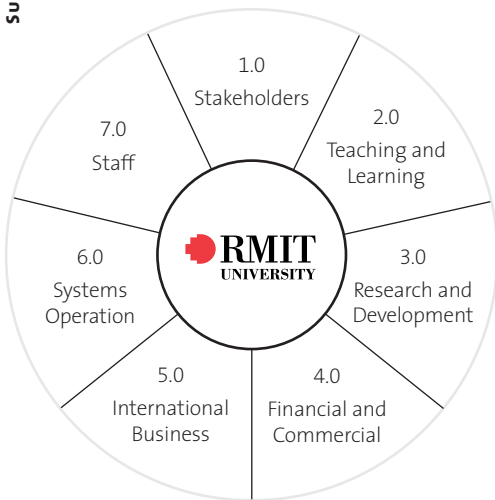 Su
1.0
Stakeholders
2.0
Teaching and
Learning
3.0
Research and
Development
4.0
Financial and
Commercial
5.0
International
Business
6.0
Systems
Operation
7.0
Staff
RMIT
UNIVERSITY